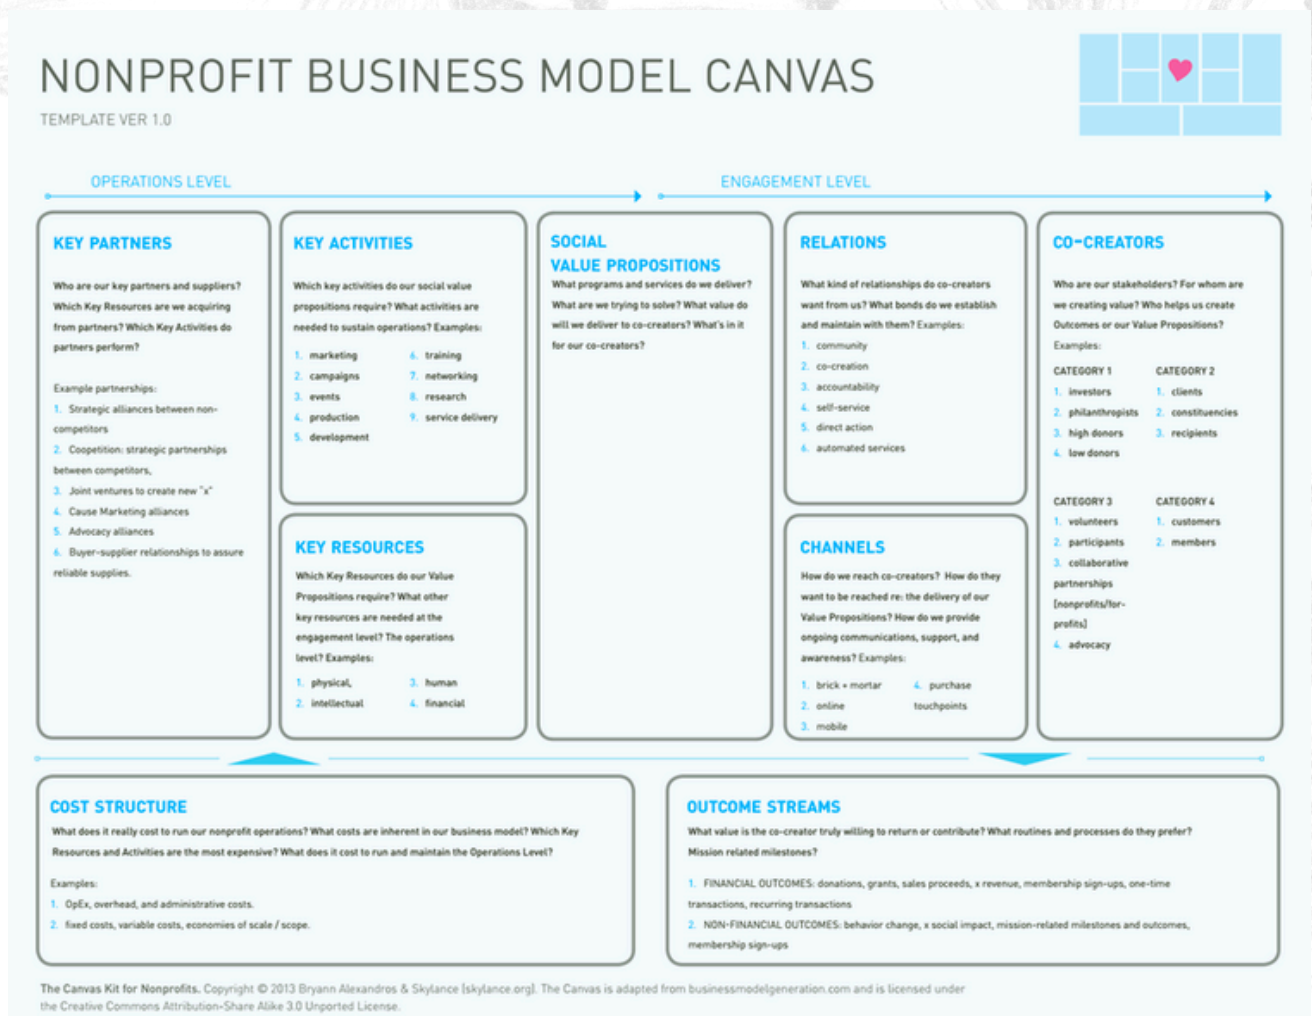 NONPROFIT BUSINESS MODEL CANVAS
TEMPLATE VER 1.0
OPERATIONS LEVEL
ENGAGEMENT LEVEL
KEY PARTNERS
Who are our key partners and suppliers?
Which Key Resources are we acquiring
from partners? Which Key Activities do
partners perform?
Example partnerships:
1. Strategic alliances between non-
competitors
2. Coopetition: strategic partnerships
between competitors,
3. Joint ventures to create new "x"
4. Cause Marketing alliances
5. Advocacy alliances
6. Buyer-supplier relationships to assure
reliable supplies.
KEY ACTIVITIES
Which key activities do our social value
propositions require? What activities are
needed to sustain operations? Examples:
1. marketing
2. campaigns
3. events
4. production
5. development
6. training
7. networking
8. research
9. service delivery
KEY RESOURCES
Which Key Resources do our Value
Propositions require? What other
key resources are needed at the
engagement level? The operations
level? Examples:
1. physical,
2. intellectual
3. human
4. financial
SOCIAL
VALUE PROPOSITIONS
What programs and services do we deliver?
What are we trying to solve? What value do
will we deliver to co-creators? What's in it
for our co-creators?
RELATIONS
What kind of relationships do co-creators
want from us? What bonds do we establish
and maintain with them? Examples:
1. community
2. co-creation
3. accountability
4. self-service
5. direct action
6. automated services
CHANNELS
How do we reach co-creators? How do they
want to be reached re: the delivery of our
Value Propositions? How do we provide
ongoing communications, support, and
awareness? Examples:
1. brick + mortar
2. online
3. mobile
4. purchase
touchpoints
CO-CREATORS
Who are our stakeholders? For whom are
we creating value? Who helps us create
Outcomes or our Value Propositions?
Examples:
CATEGORY 1
1. investors
2. philanthropists
3. high donors
4. low donors
CATEGORY 2
1. clients
2. constituencies
3. recipients
CATEGORY 3
1. volunteers
2. participants
3. collaborative
partnerships
[nonprofits/for-
profits]
4. advocacy
CATEGORY 4
1. customers
2. members
COST STRUCTURE
What does it really cost to run our nonprofit operations? What costs are inherent in our business model? Which Key
Resources and Activities are the most expensive? What does it cost to run and maintain the Operations Level?
Examples:
1. OpEx, overhead, and administrative costs.
2. fixed costs, variable costs, economies of scale / scope.
OUTCOME STREAMS
What value is the co-creator truly willing to return or contribute? What routines and processes do they prefer?
Mission related milestones?
1. FINANCIAL OUTCOMES: donations, grants, sales proceeds, x revenue, membership sign-ups, one-time
transactions, recurring transactions
2. NON-FINANCIAL OUTCOMES: behavior change, x social impact, mission-related milestones and outcomes,
membership sign-ups
The Canvas Kit for Nonprofits. Copyright © 2013 Bryann Alexandros & Skylance [skylance.org]. The Canvas is adapted from businessmodelgeneration.com and is licensed under
the Creative Commons Attribution-Share Alike 3.0 Unported License.